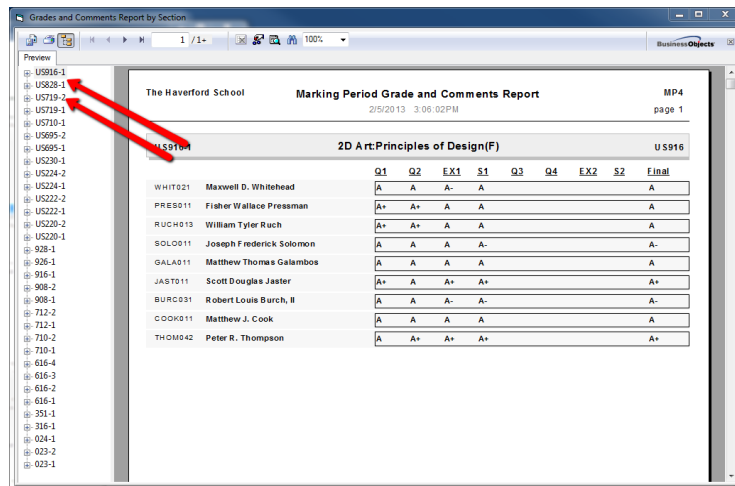 Grades and Comments Report by Section
1 / 1+
100%
BusinessObjects
Preview
US916-1
US828-1
US719-2
US719-1
US710-1
US695-2
US695-1
US230-1
US224-2
US224-1
US222-2
US222-1
US220-2
US220-1
928-1
926-1
916-1
908-2
908-1
712-2
712-1
710-2
710-1
616-4
616-3
616-2
616-1
351-1
316-1
024-1
023-2
023-1
The Haverford School Marking Period Grade and Comments Report MP4
2/5/2013 3:06:02PM page 1
US916-1 2D Art:Principles of Design(F) US916
Q1 Q2 EX1 S1 Q3 Q4 EX2 S2 Final
WHIT021 Maxwell D. Whitehead A A A- A A
PRES011 Fisher Wallace Pressman A+ A+ A A A
RUCH013 William Tyler Ruch A+ A+ A A A
SOLO011 Joseph Frederick Solomon A A A A- A-
GALA011 Matthew Thomas Galambos A A A A A
JAST011 Scott Douglas Jaster A+ A A+ A+ A+
BURC031 Robert Louis Burch, II A A A- A- A-
COOK011 Matthew J. Cook A A A A A
THOM042 Peter R. Thompson A A+ A+ A+ A+